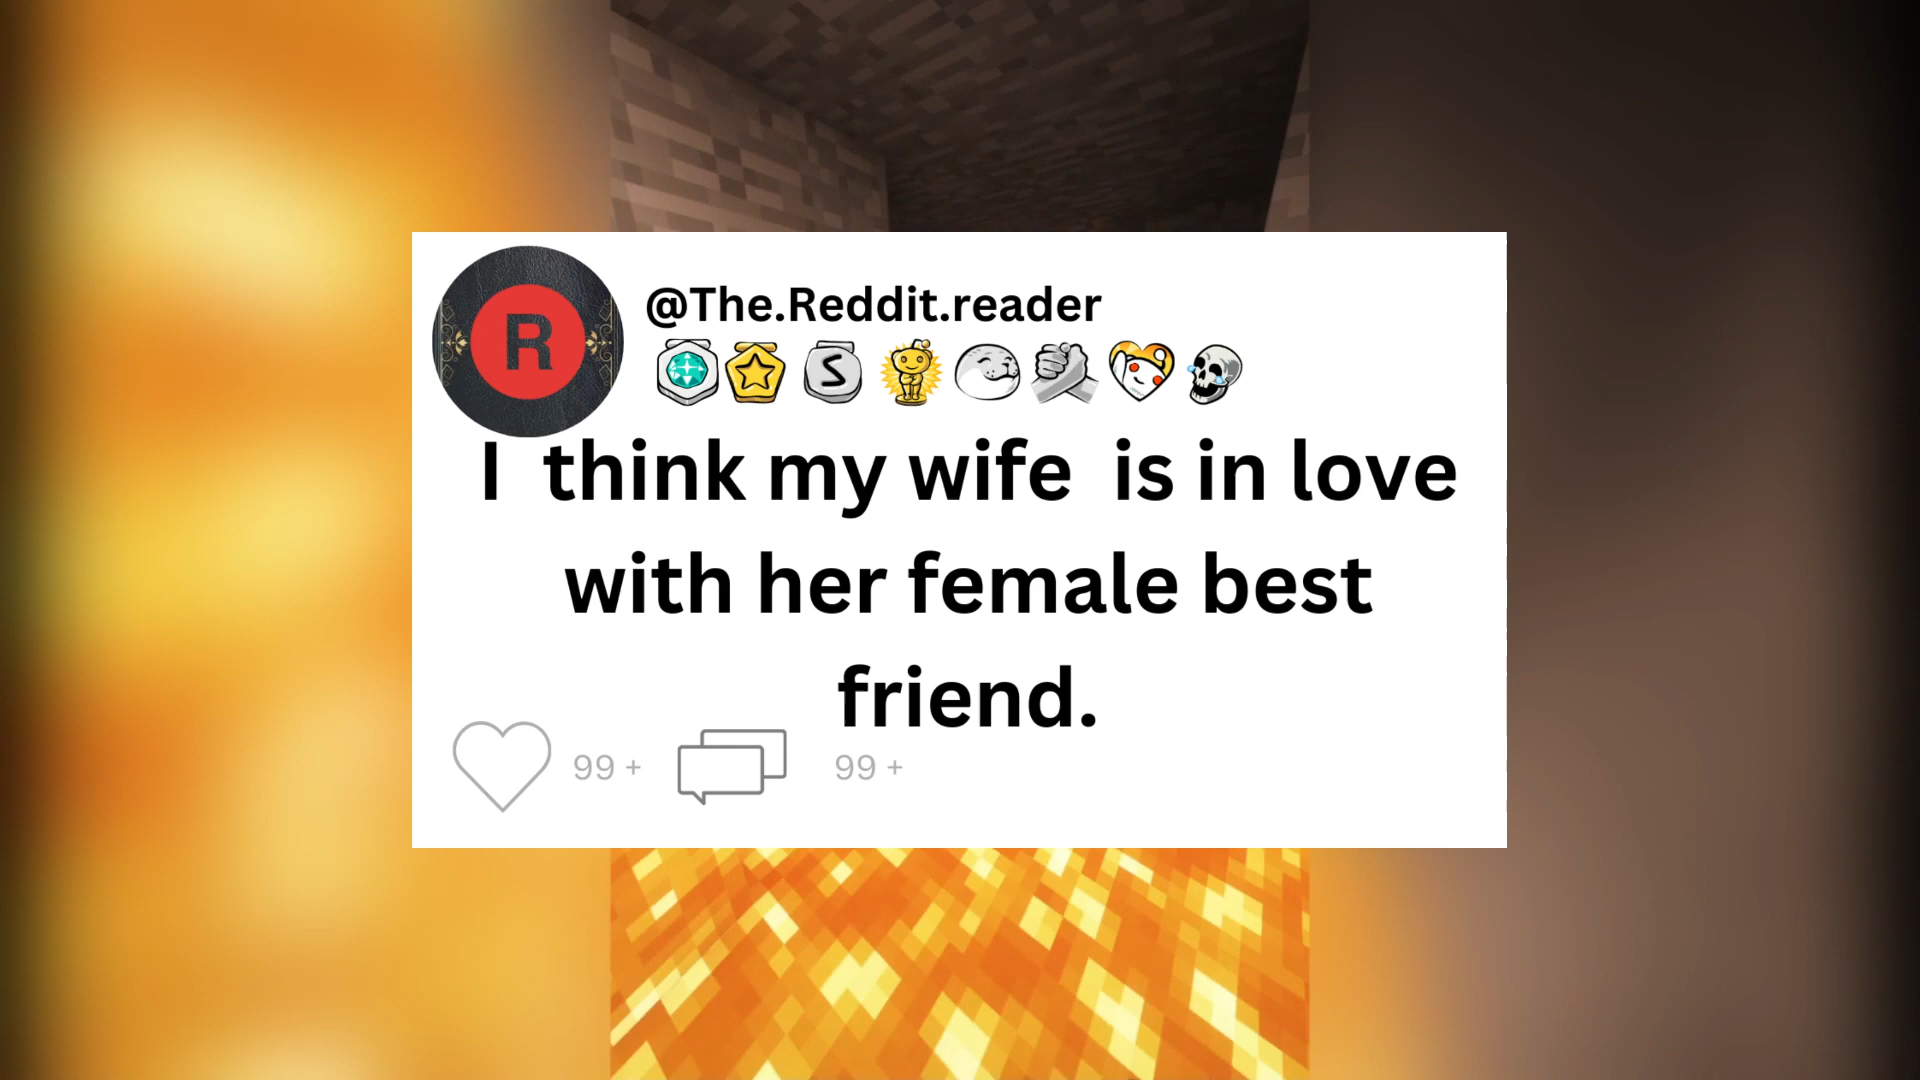 R
@The.Reddit.reader
S
I think my wife is in love
with her female best
friend.
99 +
99 +